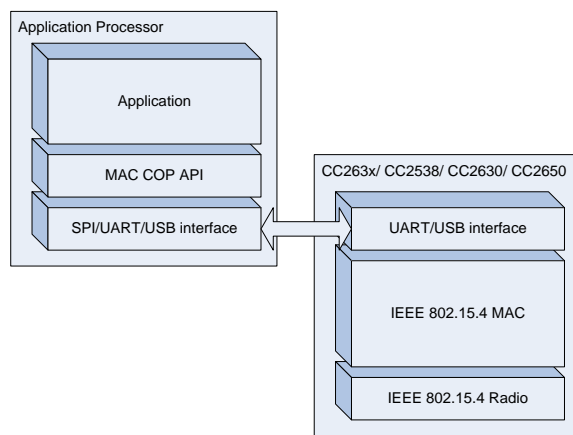 Application Processor
Application
MAC COP API
SPI/UART/USB interface
CC263x/ CC2538/ CC2630/ CC2650
UART/USB interface
IEEE 802.15.4 MAC
IEEE 802.15.4 Radio